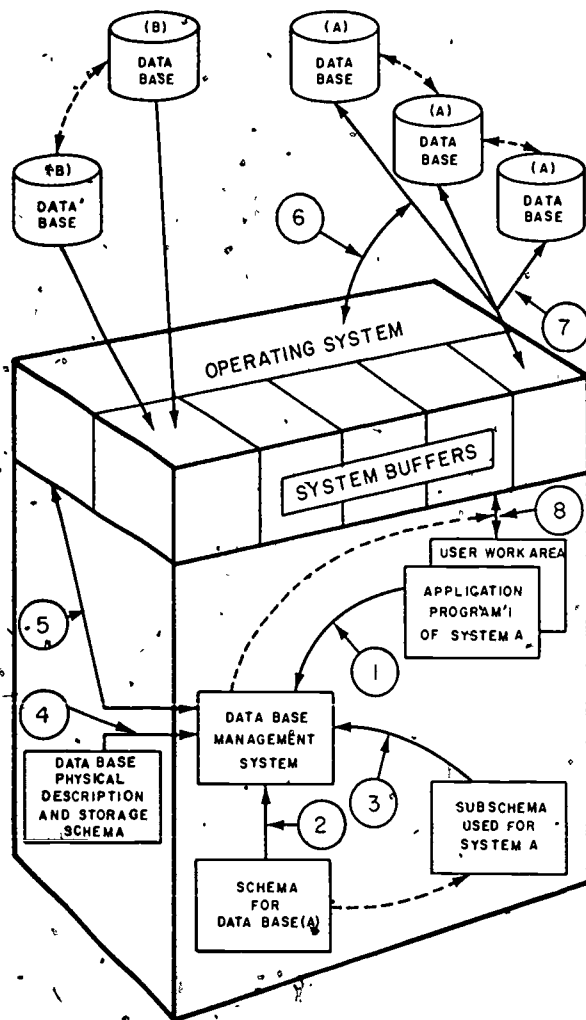 (B)
DATA
BASE
(A)
DATA
BASE
(A)
DATA
BASE
(B)
DATA
BASE
(A)
DATA
BASE
6
7
OPERATING SYSTEM
SYSTEM BUFFERS
8
USER WORK AREA
APPLICATION
PROGRAM 1
OF SYSTEM A
5
1
4
DATA BASE
MANAGEMENT
SYSTEM
DATA BASE
PHYSICAL
DESCRIPTION
AND STORAGE
SCHEMA
3
2
SUBSCHEMA
USED FOR
SYSTEM A
SCHEMA
FOR
DATA BASE(A)